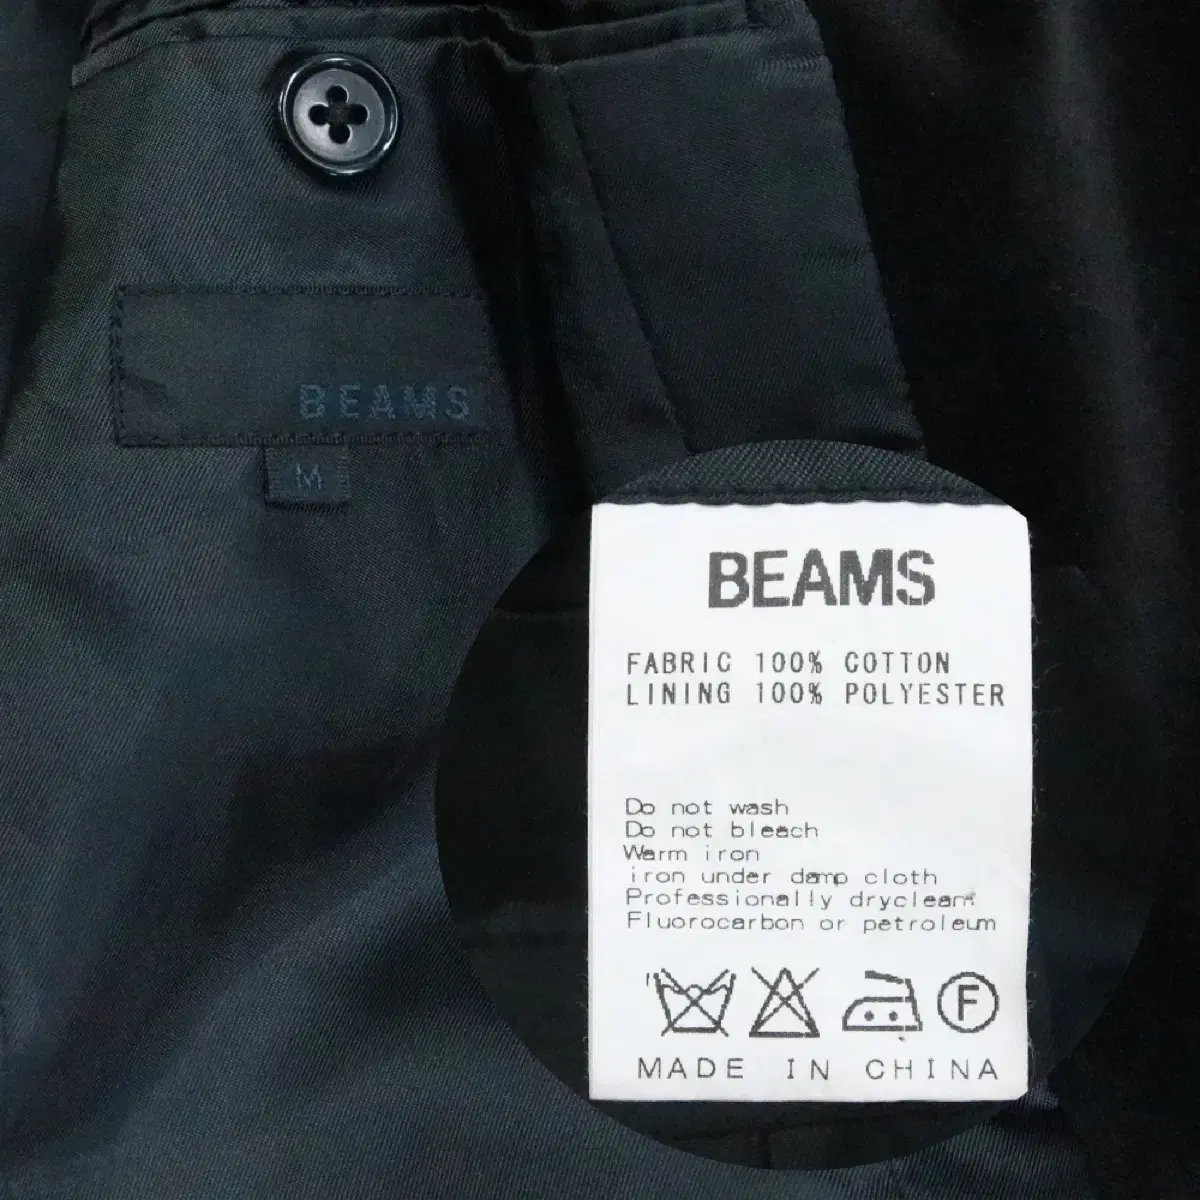 BEAMS
M
BEAMS
FABRIC 100% COTTON
LINING 100% POLYESTER
Do not wash
Do not bleach
Warm iron
iron under damp cloth
Professionally dryclean
Fluorocarbon or petroleum
F
MADE IN CHINA